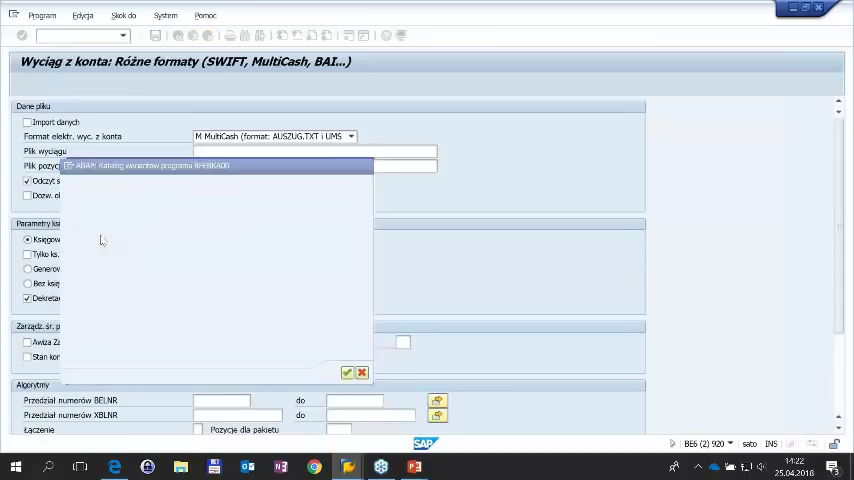 Program Edycja Skok do System Pomoc
Wyciąg z konta: Różne formaty (SWIFT, MultiCash, BAI...)
Dane pliku
Import danych
Format elektr. wyc. z konta M MultiCash (format: AUSZUG.TXT i UMS
Plik wyciągu
Plik pozyc
ABAP: Katalog wariantów programu RFEBKA00
Odczyt s
Dozw. ol
Parametry ksi
Księgow
Tylko ks.
Generow
Bez księ
Dekretac
Zarządz. śr. p
Awiza Za
Stan kon
Algorytmy
Przedział numerów BELNR do
Przedział numerów XBLNR do
Łączenie Pozycje dla pakietu
SAP
BE6 (2) 920 sato INS
14:22
25.04.2018